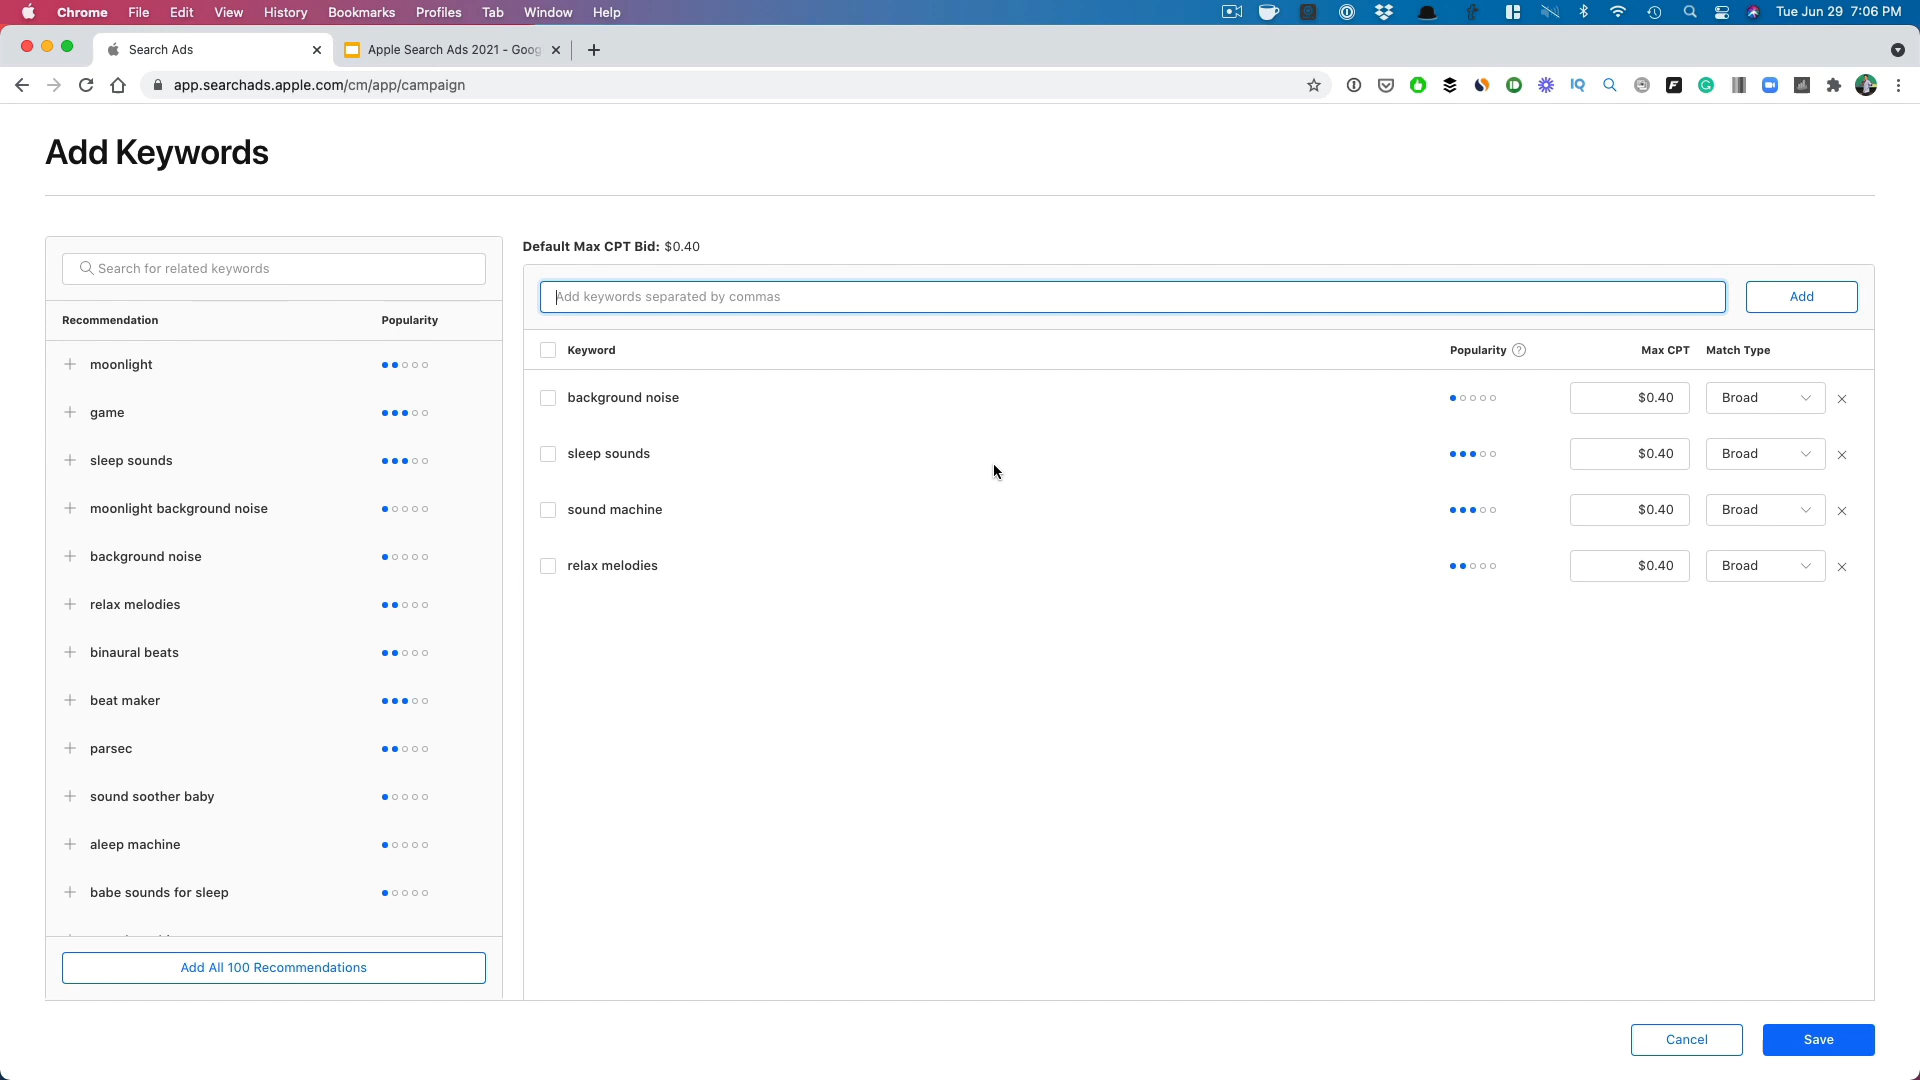 Chrome File Edit View History Bookmarks Profiles Tab Window Help Tue Jun 29 7:06 PM
Search Ads Apple Search Ads 2021 - Goog
app.searchads.apple.com/cm/app/campaign
Add Keywords
Search for related keywords
Recommendation Popularity
moonlight
game
sleep sounds
moonlight background noise
background noise
relax melodies
binaural beats
beat maker
parsec
sound soother baby
aleep machine
babe sounds for sleep
Add All 100 Recommendations
Default Max CPT Bid: $0.40
Add keywords separated by commas Add
Keyword Popularity ? Max CPT Match Type
background noise $0.40 Broad
sleep sounds $0.40 Broad
sound machine $0.40 Broad
relax melodies $0.40 Broad
Cancel Save